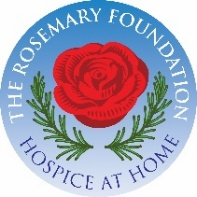 THE ROSEMARY FOUNDATION
HOSPICE AT HOME